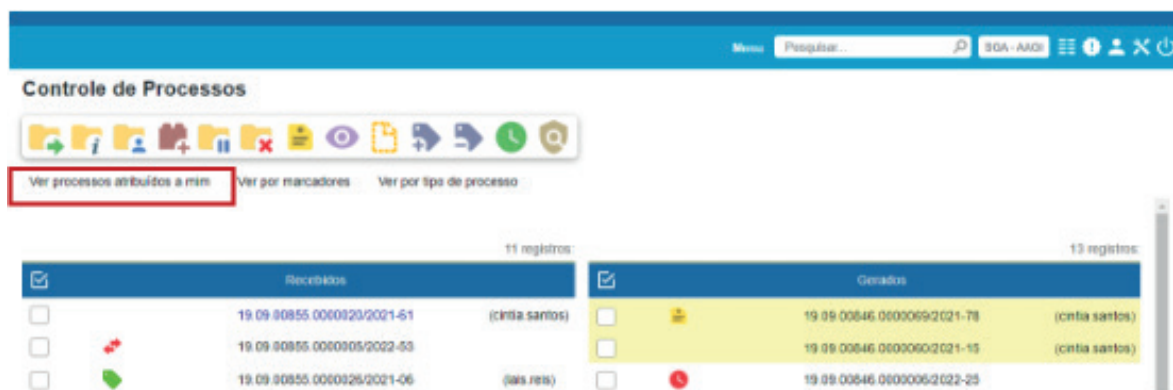 Menu Pesquisar... SGA - AAGI
Controle de Processos
Ver processos atribuídos a mim Ver por marcadores Ver por tipo de processo
11 registros: 13 registros:
Recebidos Gerados
19.09.00855.0000020/2021-61 (cintia.santos) 19.09.00846.0000069/2021-78 (cintia.santos)
19.09.00855.0000005/2022-53 19.09.00846.0000060/2021-15 (cintia.santos)
19.09.00855.0000026/2021-06 (lais.reis) 19.09.00846.0000006/2022-25